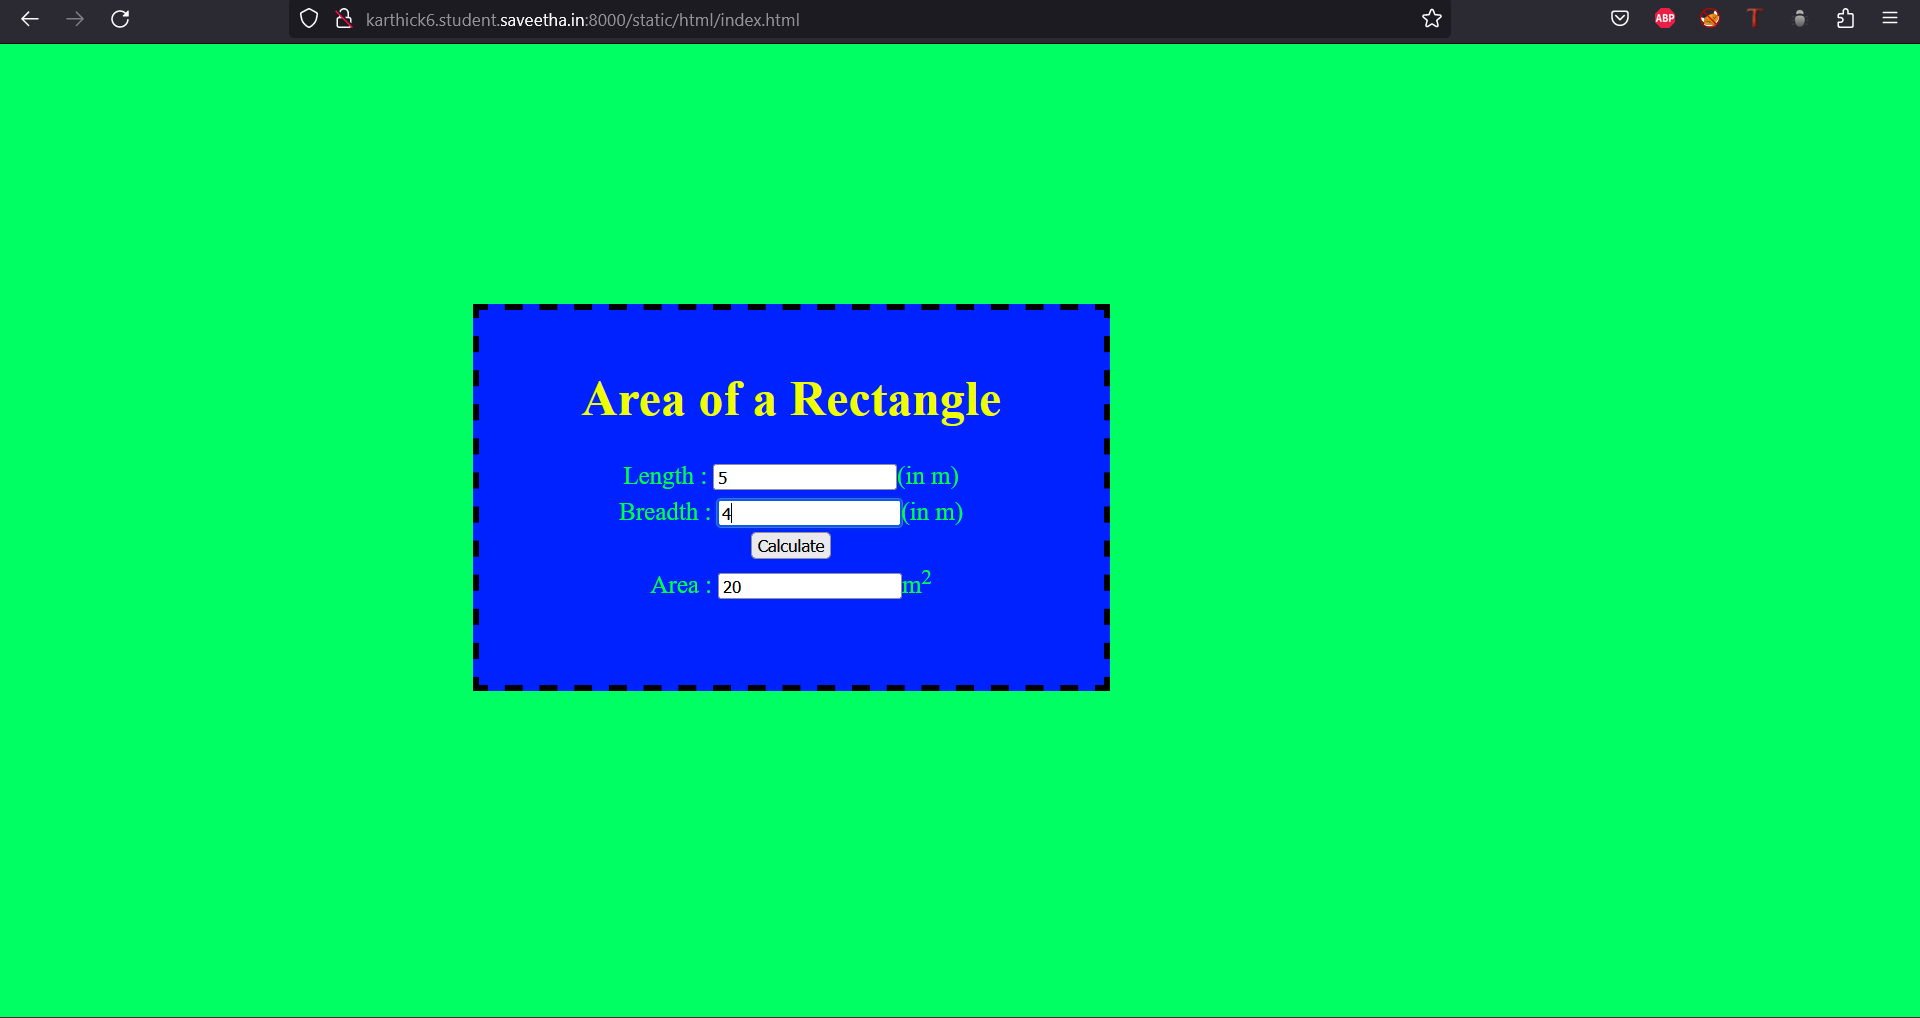 karthick6.student.saveetha.in:8000/static/html/index.html
ABP
T
Area of a Rectangle
Length : 5 (in m)
Breadth : 4 (in m)
Calculate
Area : 20 m²